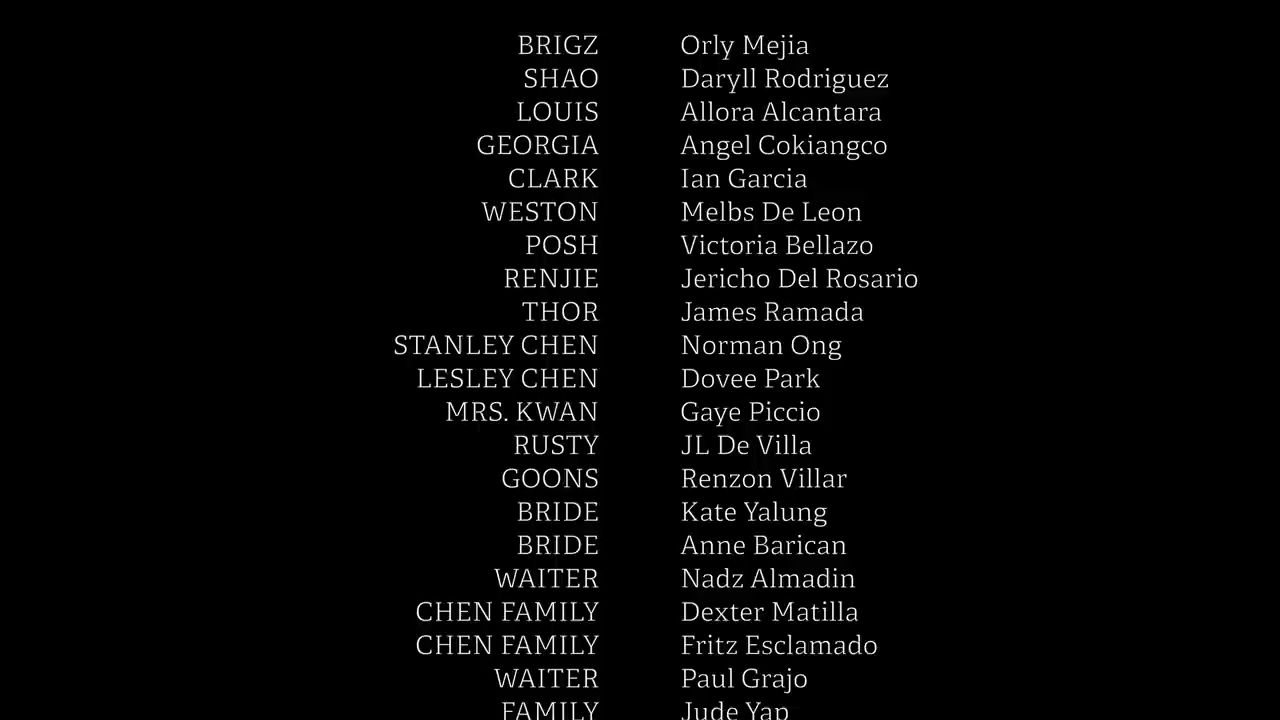 BRIGZ Orly Mejia
SHAO Daryll Rodriguez
LOUIS Allora Alcantara
GEORGIA Angel Cokiangco
CLARK Ian Garcia
WESTON Melbs De Leon
POSH Victoria Bellazo
RENJIE Jericho Del Rosario
THOR James Ramada
STANLEY CHEN Norman Ong
LESLEY CHEN Dovee Park
MRS. KWAN Gaye Piccio
RUSTY JL De Villa
GOONS Renzon Villar
BRIDE Kate Yalung
BRIDE Anne Barican
WAITER Nadz Almadin
CHEN FAMILY Dexter Matilla
CHEN FAMILY Fritz Esclamado
WAITER Paul Grajo
FAMILY Jude Yap